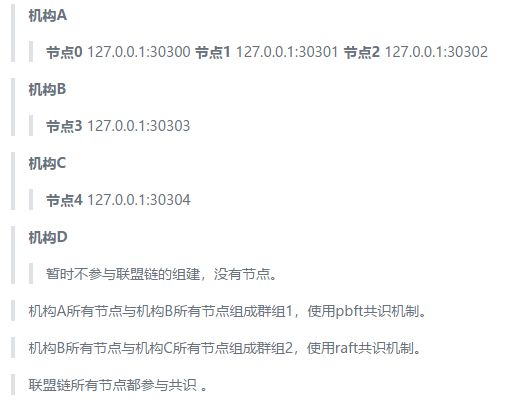 机构A
节点0 127.0.0.1:30300 节点1 127.0.0.1:30301 节点2 127.0.0.1:30302
机构B
节点3 127.0.0.1:30303
机构C
节点4 127.0.0.1:30304
机构D
暂时不参与联盟链的组建，没有节点。
机构A所有节点与机构B所有节点组成群组1，使用pbft共识机制。
机构B所有节点与机构C所有节点组成群组2，使用raft共识机制。
联盟链所有节点都参与共识 。